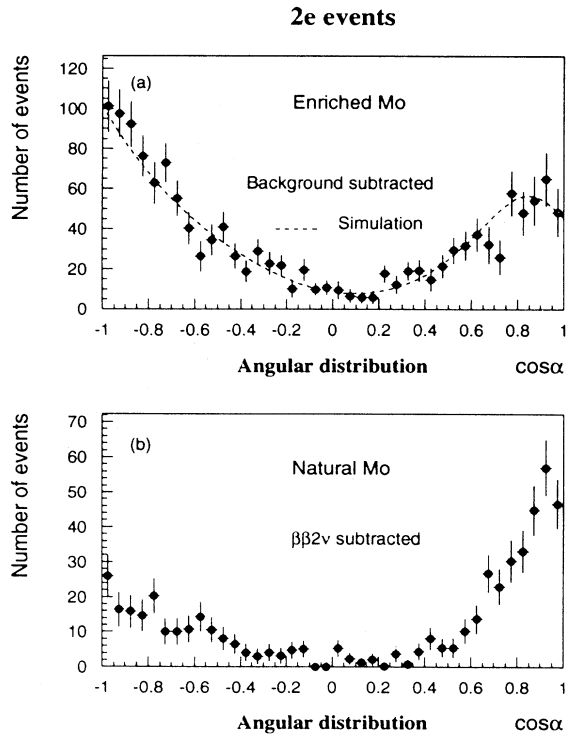 2e events
Number of events
120
100
80
60
40
20
0
(a)
Enriched Mo
Background subtracted
Simulation
-1 -0.8 -0.6 -0.4 -0.2 0 0.2 0.4 0.6 0.8 1
Angular distribution cosα
Number of events
70
60
50
40
30
20
10
0
(b)
Natural Mo
ββ2ν subtracted
-1 -0.8 -0.6 -0.4 -0.2 0 0.2 0.4 0.6 0.8 1
Angular distribution cosα